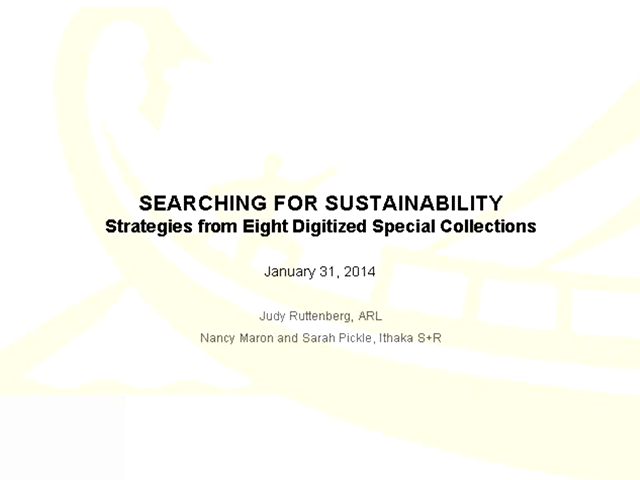 SEARCHING FOR SUSTAINABILITY
Strategies from Eight Digitized Special Collections
January 31, 2014
Judy Ruttenberg, ARL
Nancy Maron and Sarah Pickle, Ithaka S+R